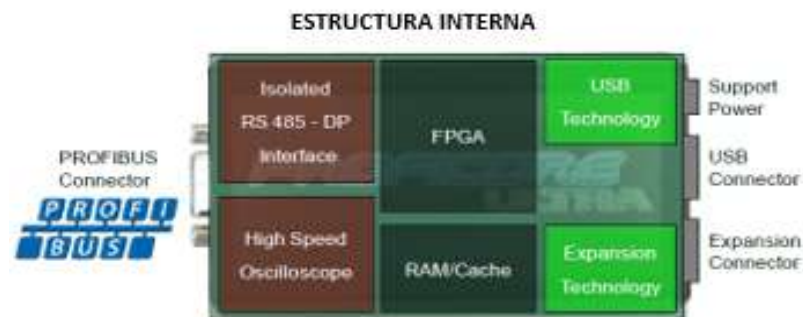 ESTRUCTURA INTERNA
Isolated
RS 485 - DP
Interface
FPGA
USB
Technology
Support
Power
PROFIBUS
Connector
USB
Connector
PROFI
BUS
High Speed
Oscilloscope
RAM/Cache
Expansion
Technology
Expansion
Connector